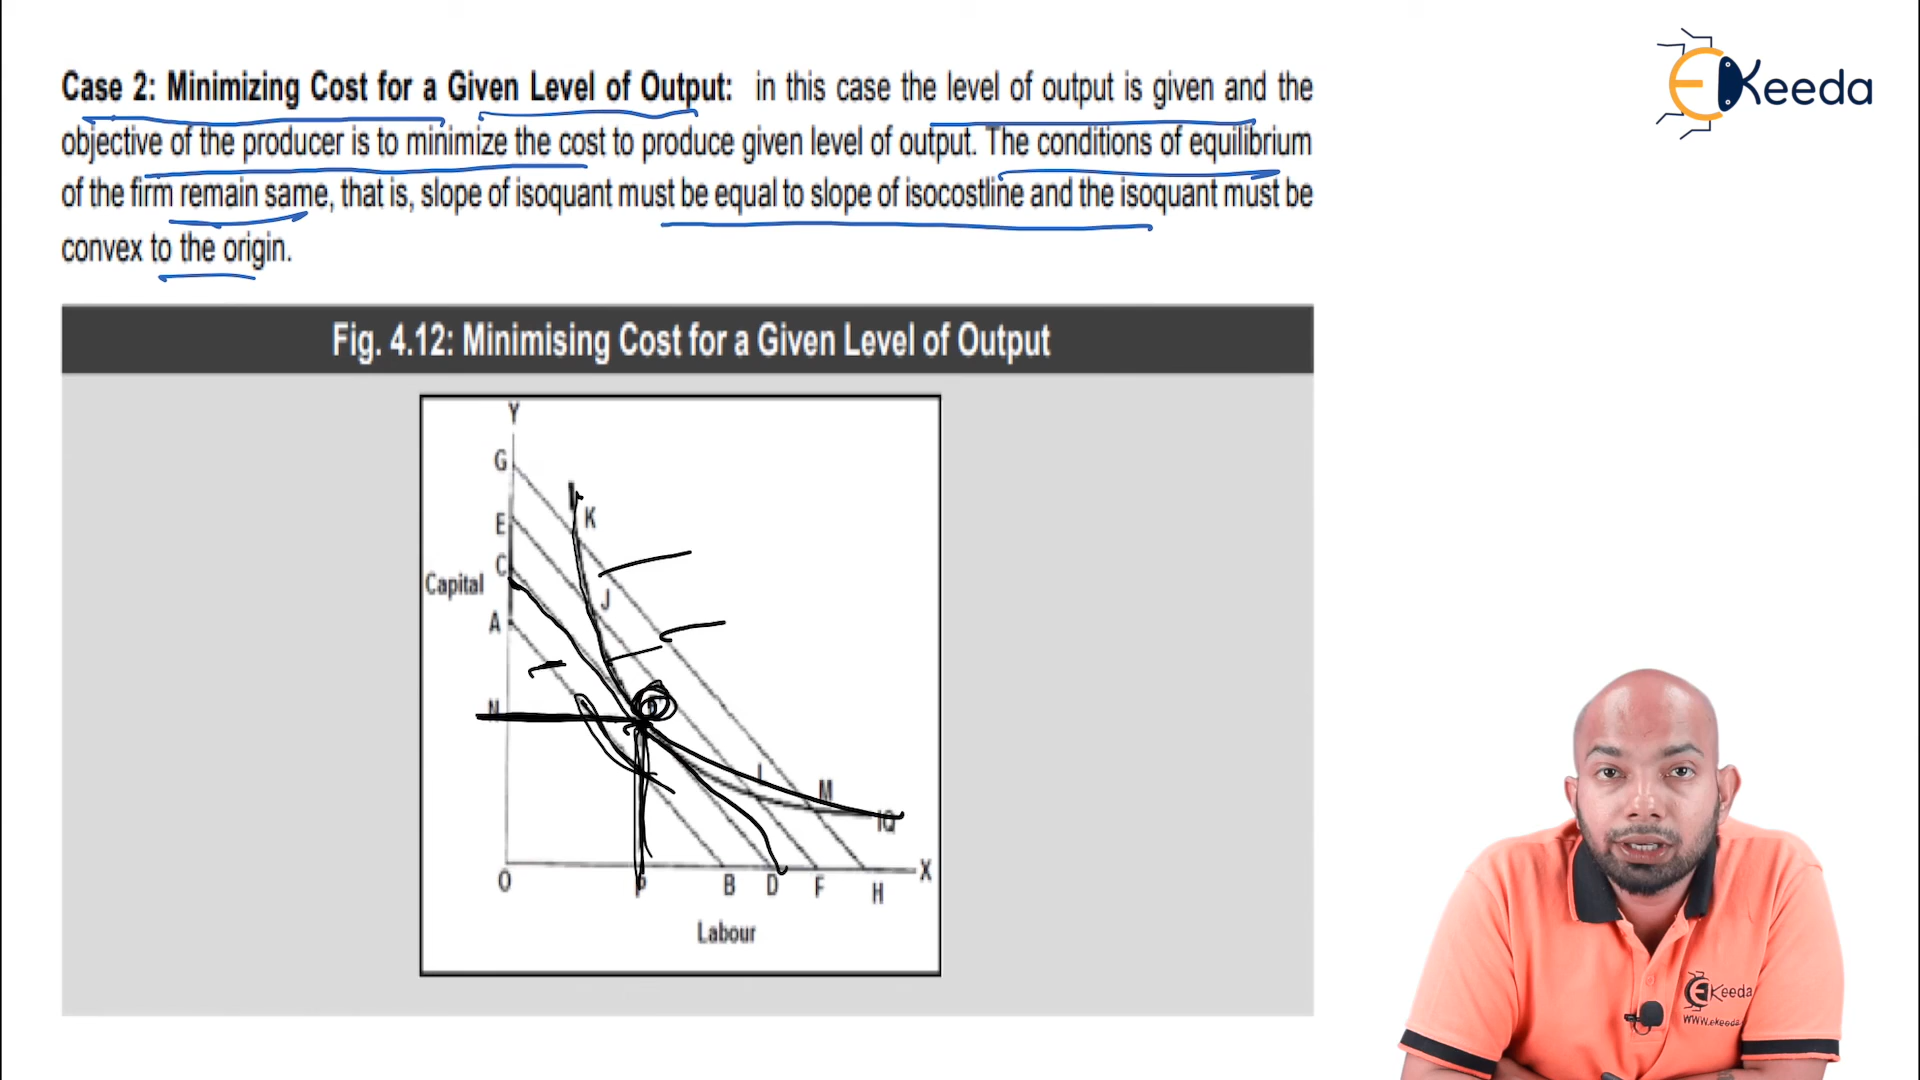 EKeeda
Case 2: Minimizing Cost for a Given Level of Output: in this case the level of output is given and the
objective of the producer is to minimize the cost to produce given level of output. The conditions of equilibrium
of the firm remain same, that is, slope of isoquant must be equal to slope of isocostline and the isoquant must be
convex to the origin.
Fig. 4.12: Minimising Cost for a Given Level of Output
Y
G
K
E
C
Capital
J
A
N
L
M
IQ
O
P
B
D
F
H
X
Labour
EKeeda